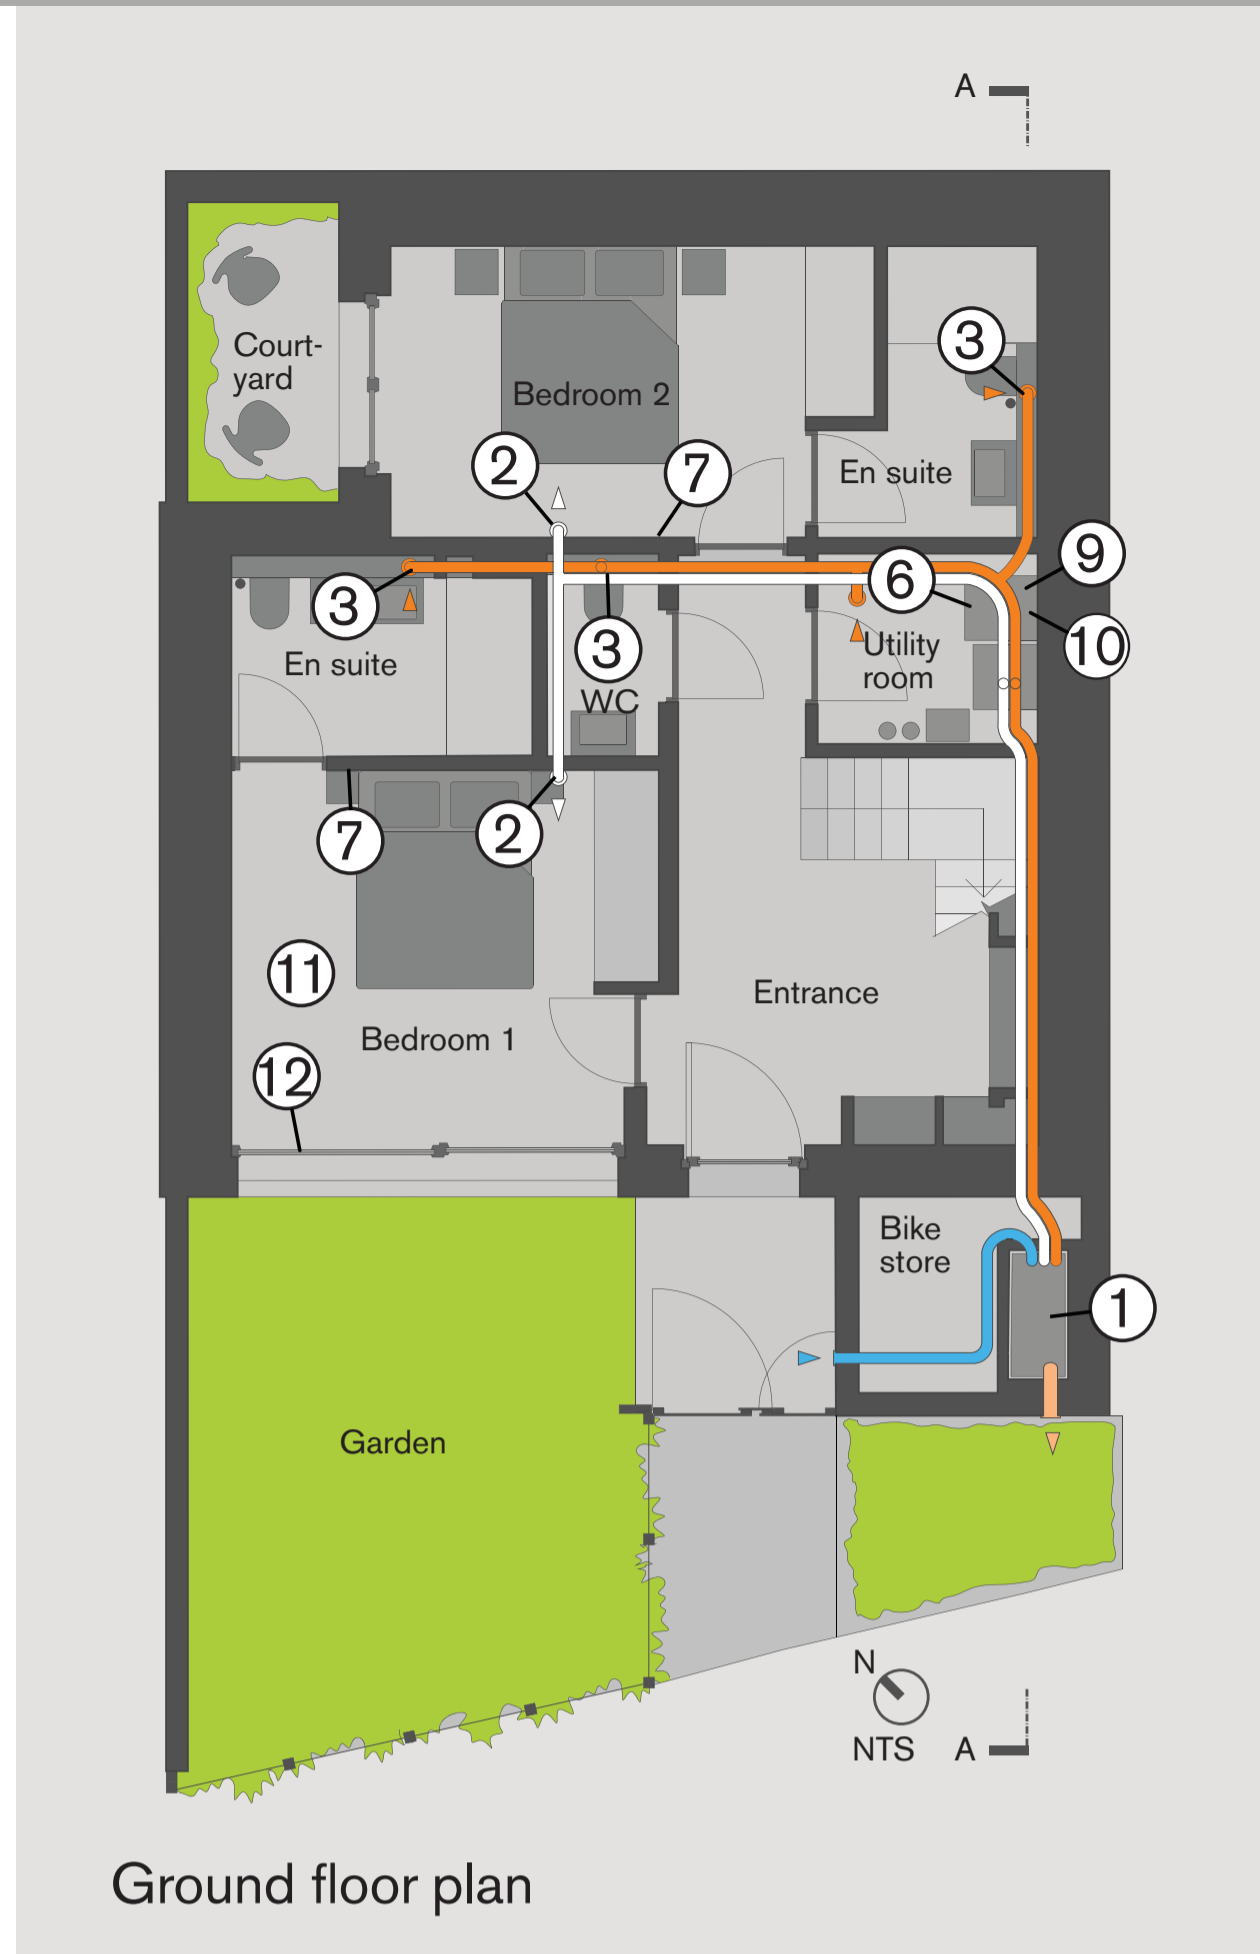 A
3
Court-
yard
Bedroom 2
2
7
En suite
9
6
3
10
3
Utility
room
En suite
WC
7
2
11
Entrance
Bedroom 1
12
Bike
store
1
Garden
N
NTS
A
Ground floor plan